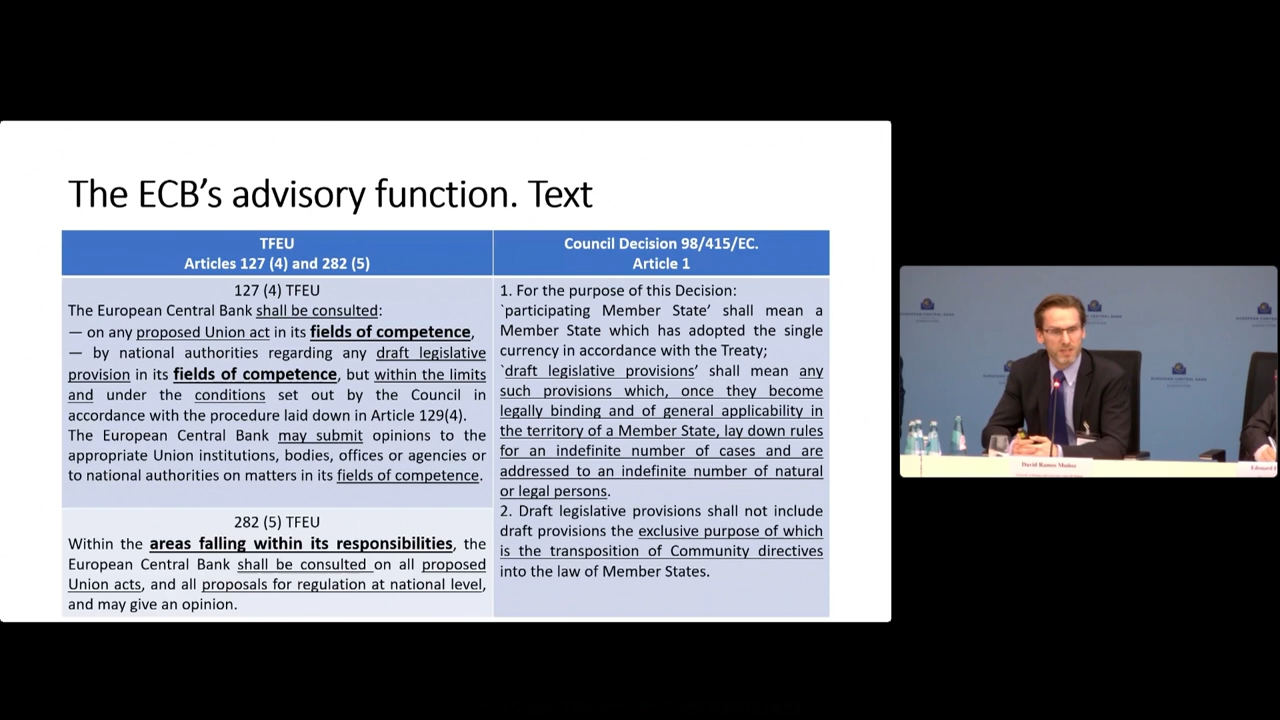 The ECB's advisory function. Text
TFEU
Articles 127 (4) and 282 (5)
127 (4) TFEU
The European Central Bank shall be consulted:
— on any proposed Union act in its fields of competence,
— by national authorities regarding any draft legislative
provision in its fields of competence, but within the limits
and under the conditions set out by the Council in
accordance with the procedure laid down in Article 129(4).
The European Central Bank may submit opinions to the
appropriate Union institutions, bodies, offices or agencies or
to national authorities on matters in its fields of competence.
282 (5) TFEU
Within the areas falling within its responsibilities, the
European Central Bank shall be consulted on all proposed
Union acts, and all proposals for regulation at national level,
and may give an opinion.
Council Decision 98/415/EC.
Article 1
1. For the purpose of this Decision:
`participating Member State' shall mean a
Member State which has adopted the single
currency in accordance with the Treaty;
`draft legislative provisions' shall mean any
such provisions which, once they become
legally binding and of general applicability in
the territory of a Member State, lay down rules
for an indefinite number of cases and are
addressed to an indefinite number of natural
or legal persons.
2. Draft legislative provisions shall not include
draft provisions the exclusive purpose of which
is the transposition of Community directives
into the law of Member States.
EUROPEAN CENTRAL BANK
David Ramos Muñoz